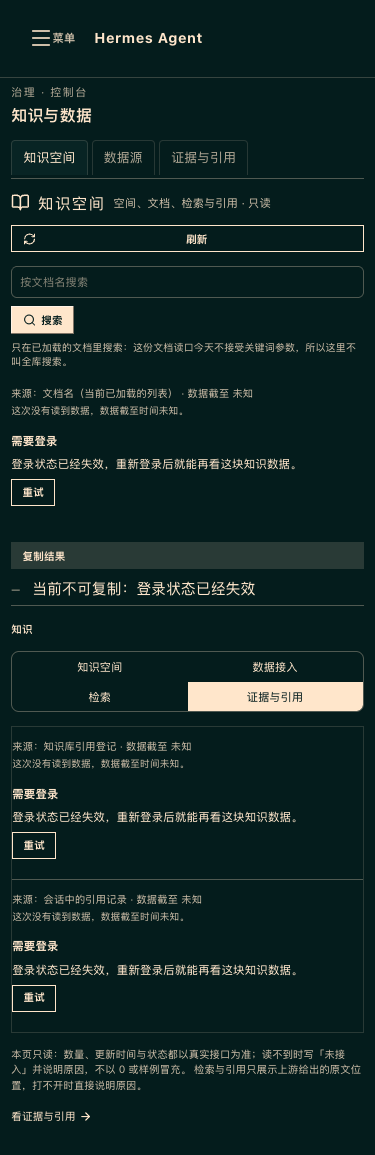 菜单 Hermes Agent
治理 · 控制台
知识与数据
知识空间 数据源 证据与引用
知识空间 空间、文档、检索与引用 · 只读
刷新
按文档名搜索
搜索
只在已加载的文档里搜索：这份文档读口今天不接受关键词参数，所以这里不
叫全库搜索。
来源：文档名（当前已加载的列表） · 数据截至 未知
这次没有读到数据，数据截至时间未知。
需要登录
登录状态已经失效，重新登录后就能再看这块知识数据。
重试
复制结果
— 当前不可复制：登录状态已经失效
知识
知识空间 数据接入
检索 证据与引用
来源：知识库引用登记 · 数据截至 未知
这次没有读到数据，数据截至时间未知。
需要登录
登录状态已经失效，重新登录后就能再看这块知识数据。
重试
来源：会话中的引用记录 · 数据截至 未知
这次没有读到数据，数据截至时间未知。
需要登录
登录状态已经失效，重新登录后就能再看这块知识数据。
重试
本页只读：数量、更新时间与状态都以真实接口为准；读不到时写「未接
入」并说明原因，不以 0 或样例冒充。 检索与引用只展示上游给出的原文位
置，打不开时直接说明原因。
看证据与引用 →